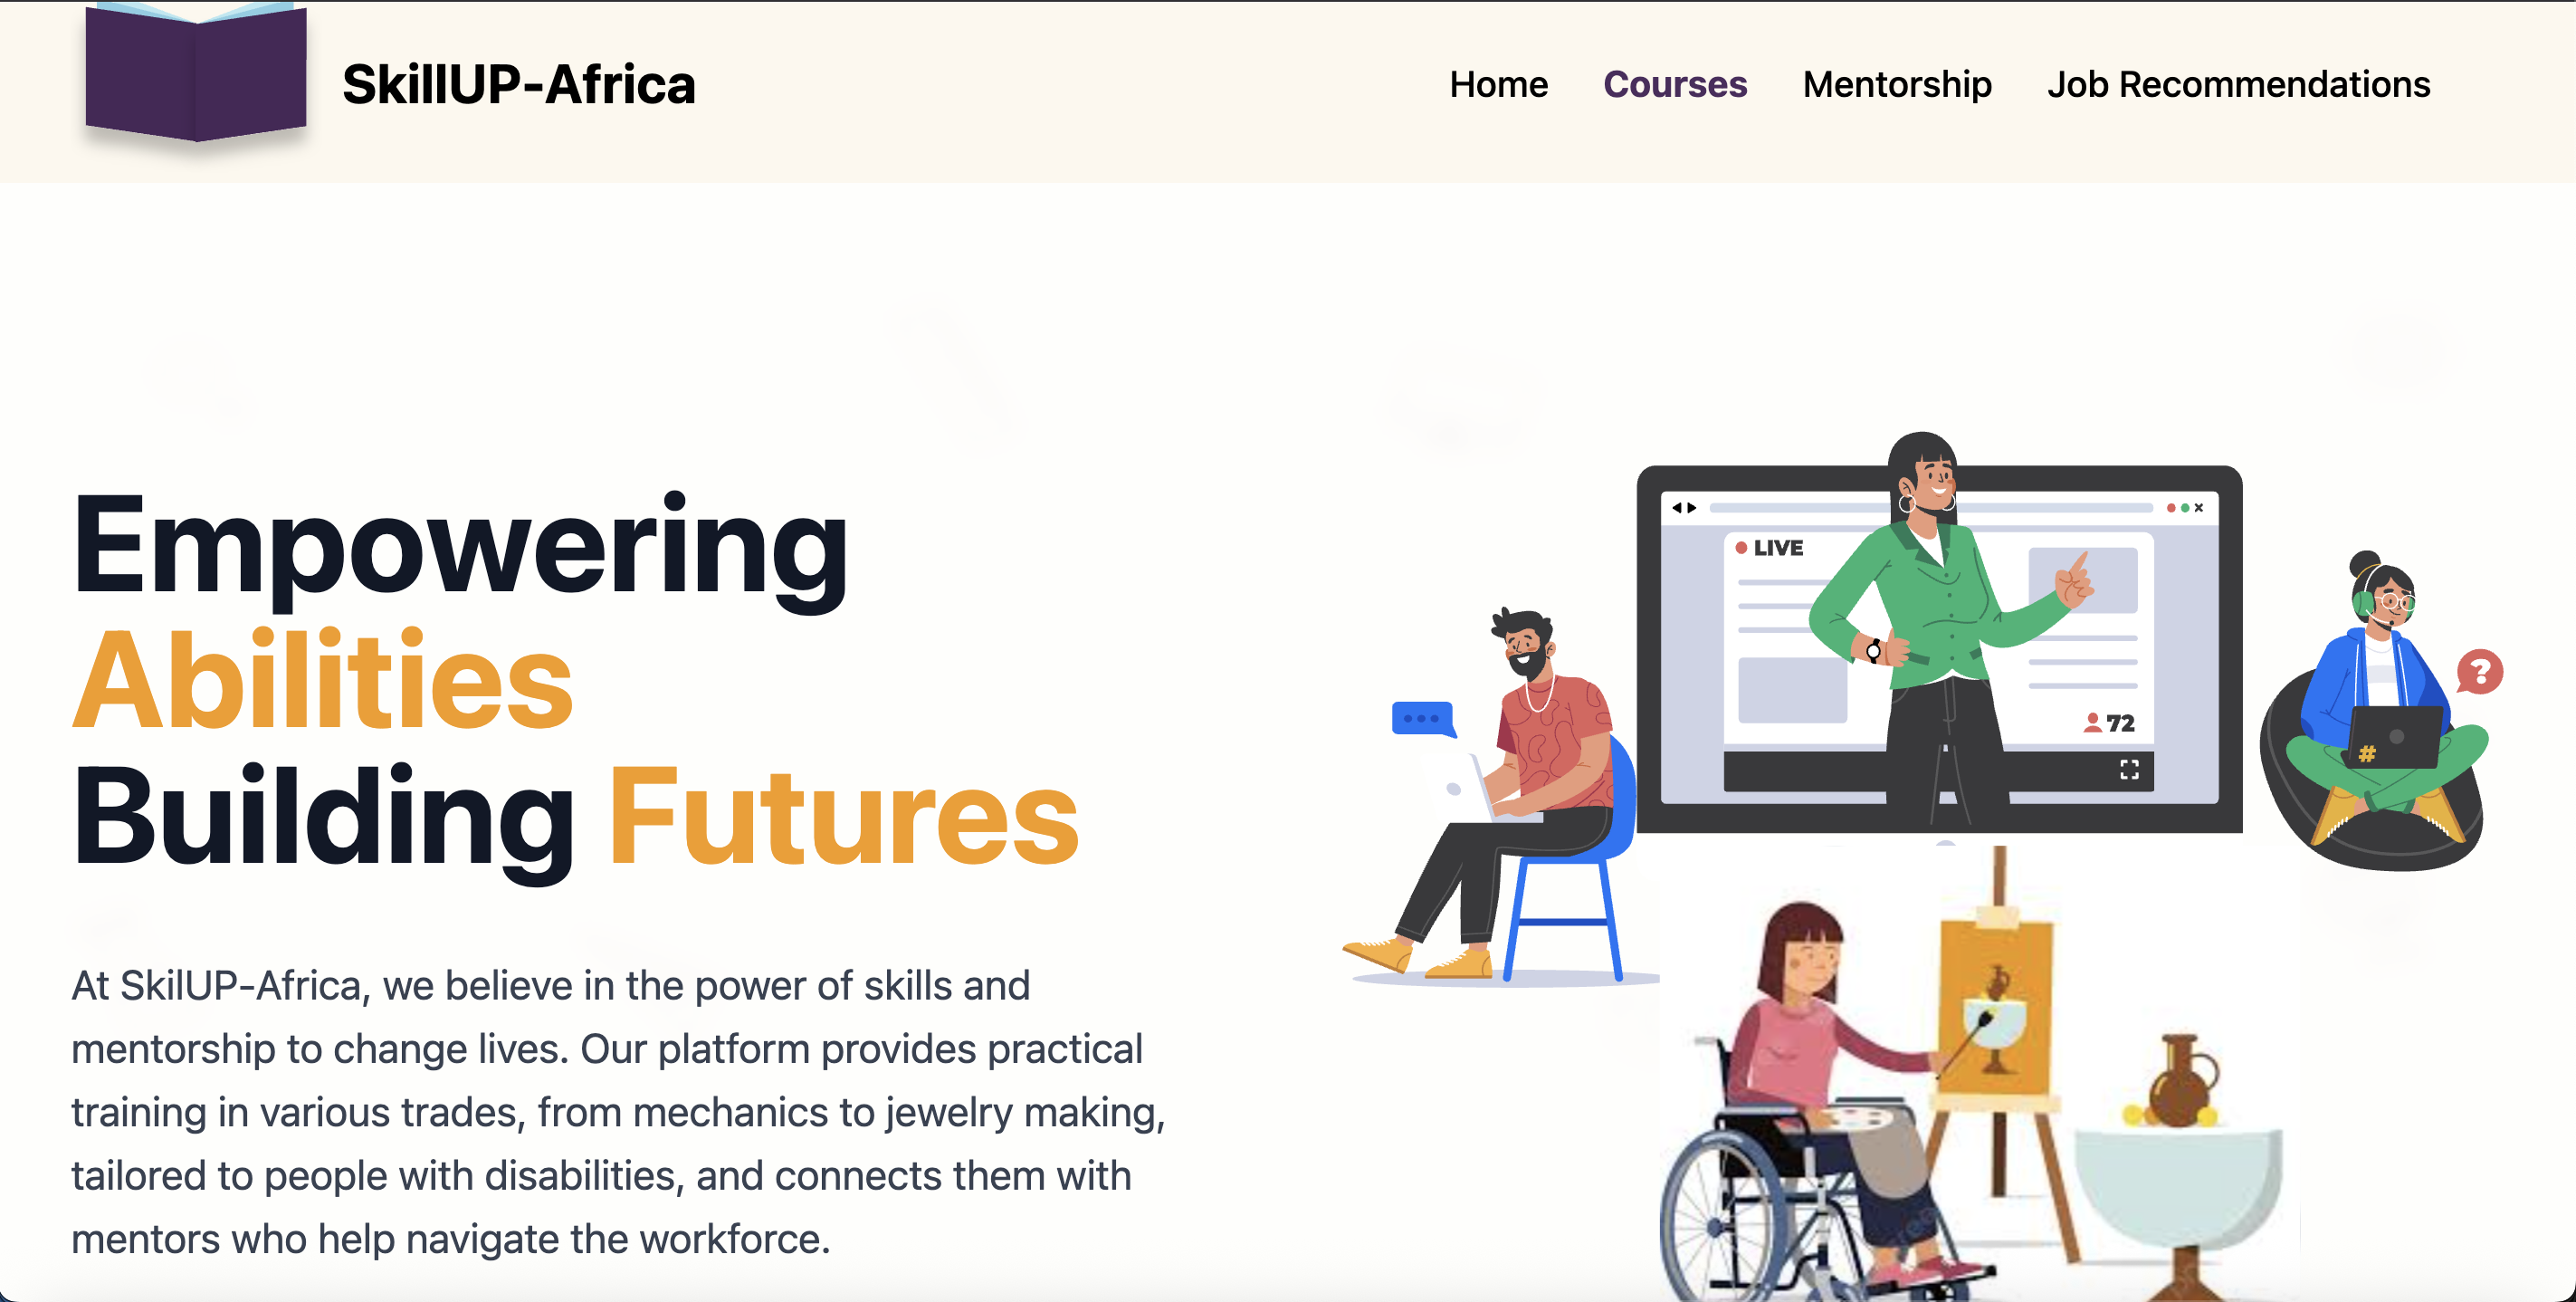 SkillUP-Africa
Home Courses Mentorship Job Recommendations
Empowering
Abilities
Building Futures
At SkilUP-Africa, we believe in the power of skills and
mentorship to change lives. Our platform provides practical
training in various trades, from mechanics to jewelry making,
tailored to people with disabilities, and connects them with
mentors who help navigate the workforce.
LIVE
72
?
#